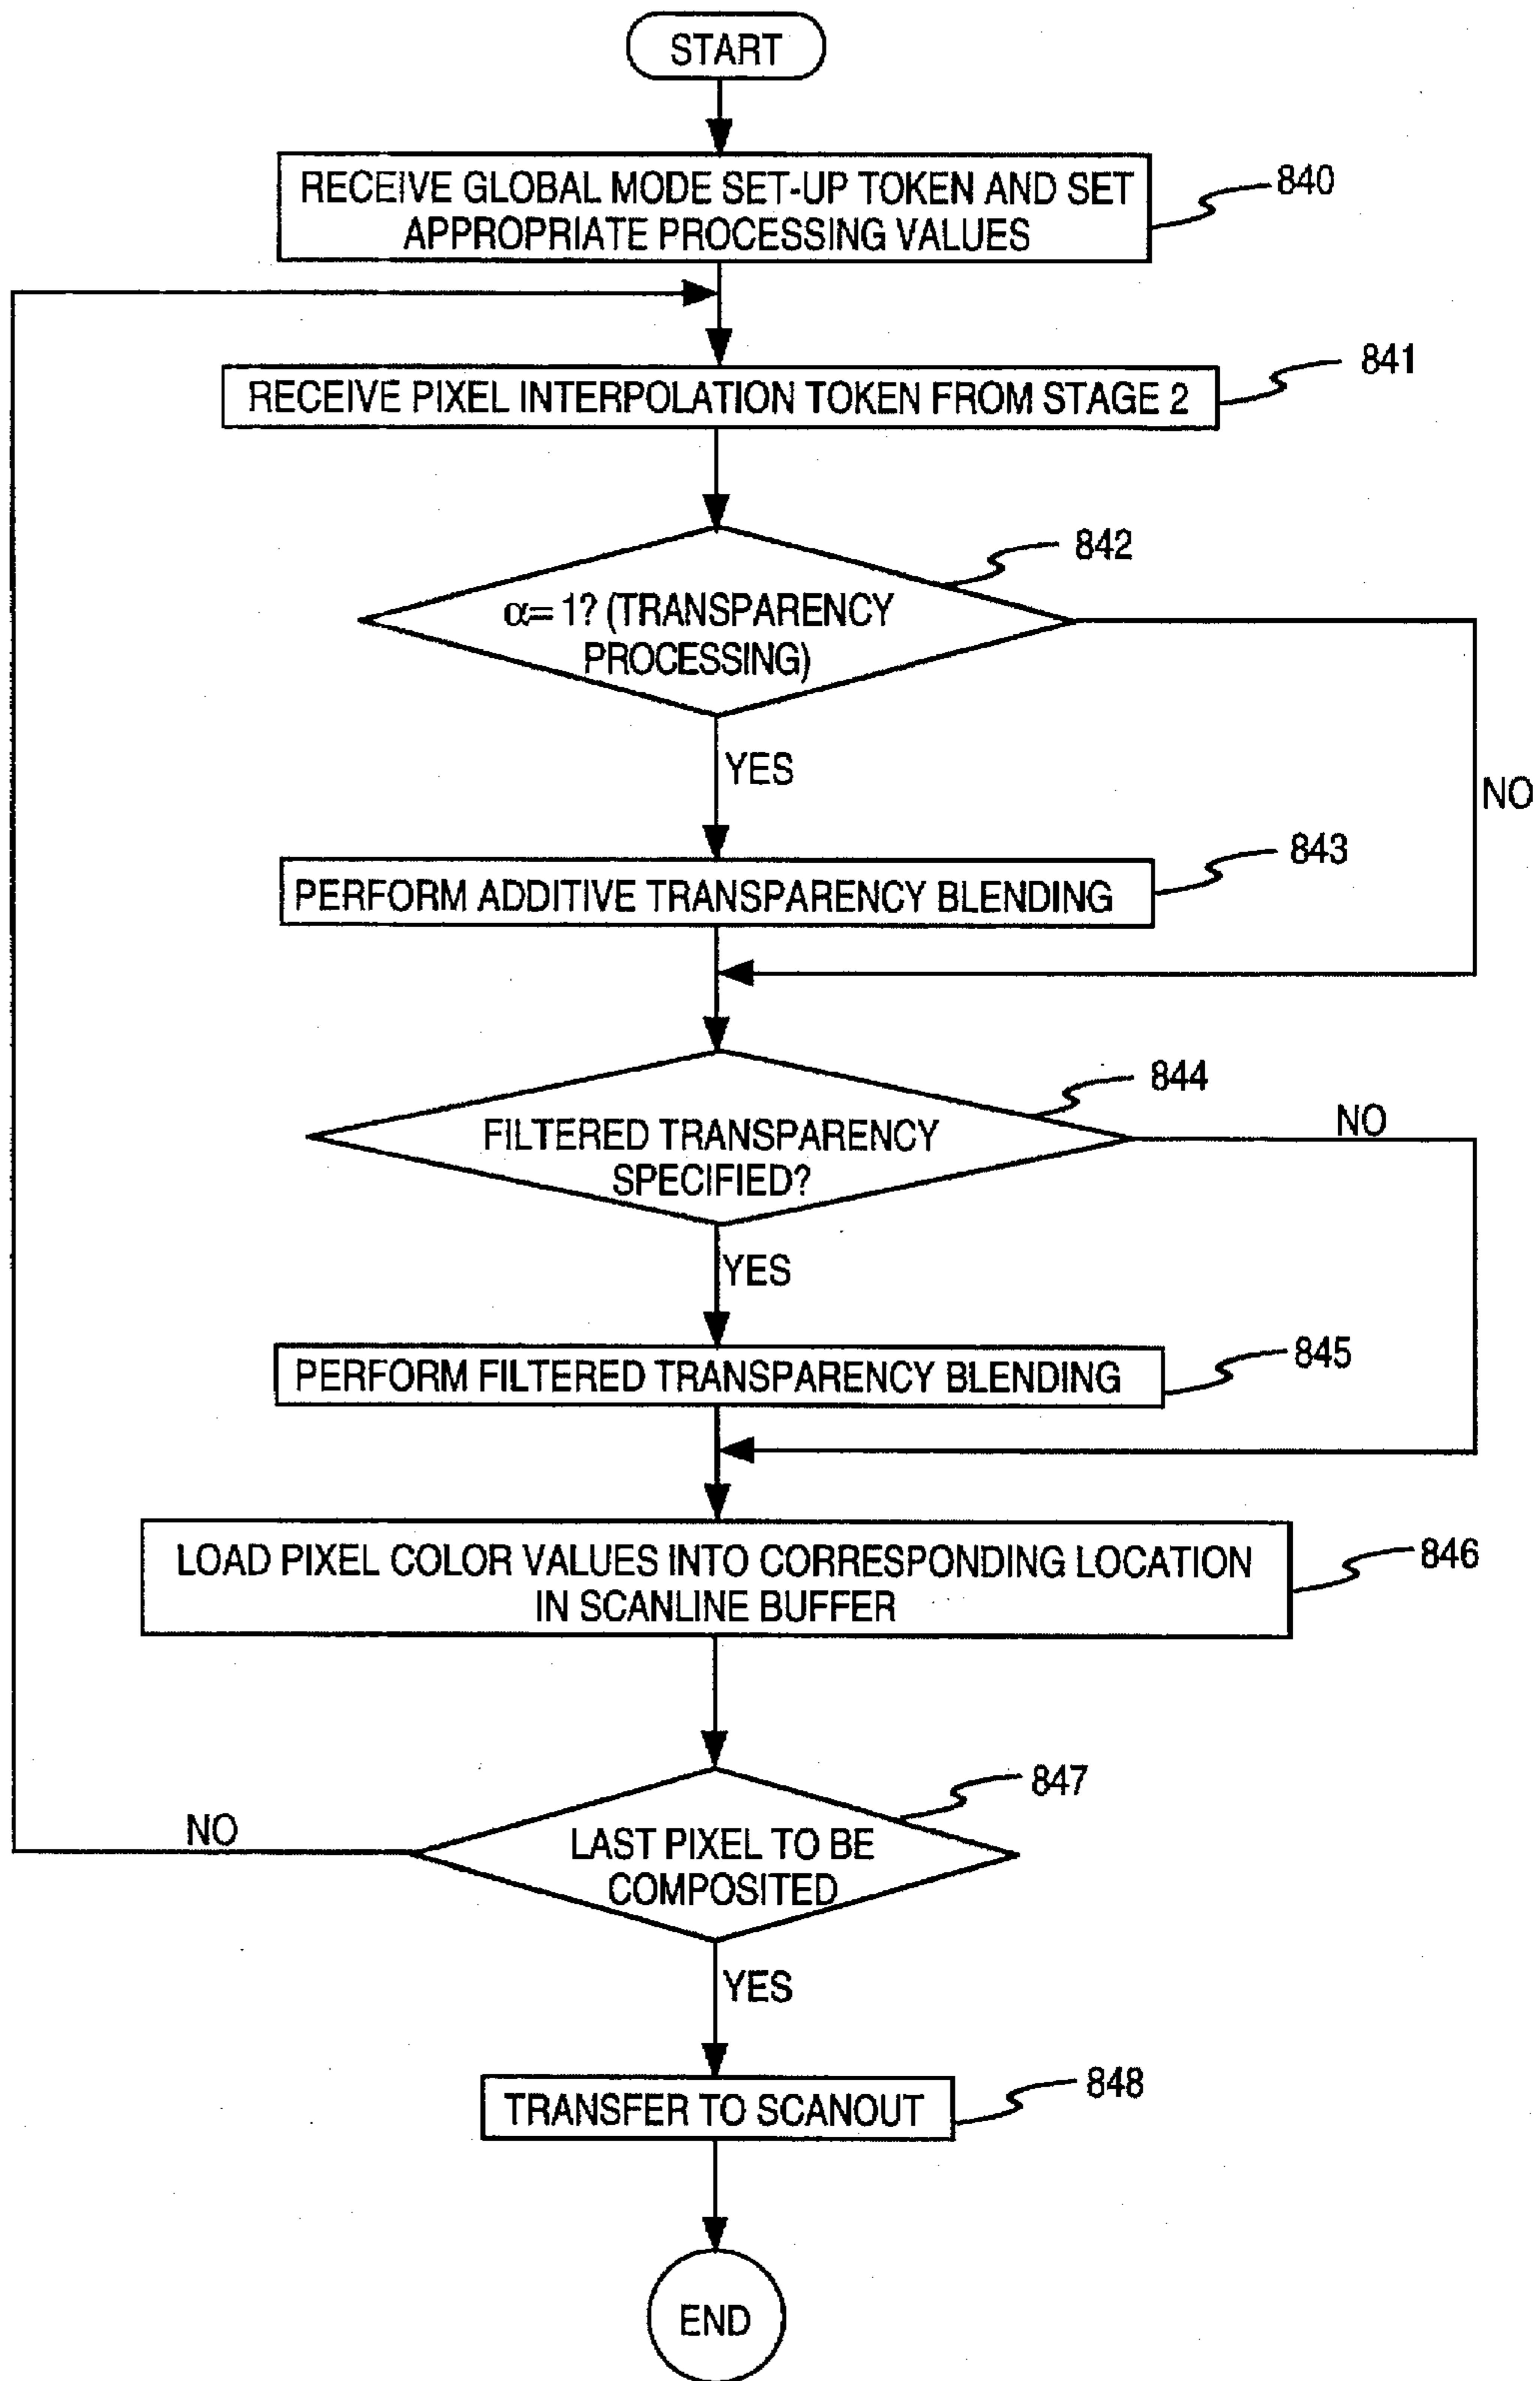 START
RECEIVE GLOBAL MODE SET-UP TOKEN AND SET
APPROPRIATE PROCESSING VALUES
840
RECEIVE PIXEL INTERPOLATION TOKEN FROM STAGE 2
841
842
α= 1? (TRANSPARENCY
PROCESSING)
YES
NO
843
PERFORM ADDITIVE TRANSPARENCY BLENDING
844
FILTERED TRANSPARENCY
SPECIFIED?
NO
YES
845
PERFORM FILTERED TRANSPARENCY BLENDING
LOAD PIXEL COLOR VALUES INTO CORRESPONDING LOCATION
IN SCANLINE BUFFER
846
847
LAST PIXEL TO BE
COMPOSITED
NO
YES
848
TRANSFER TO SCANOUT
END